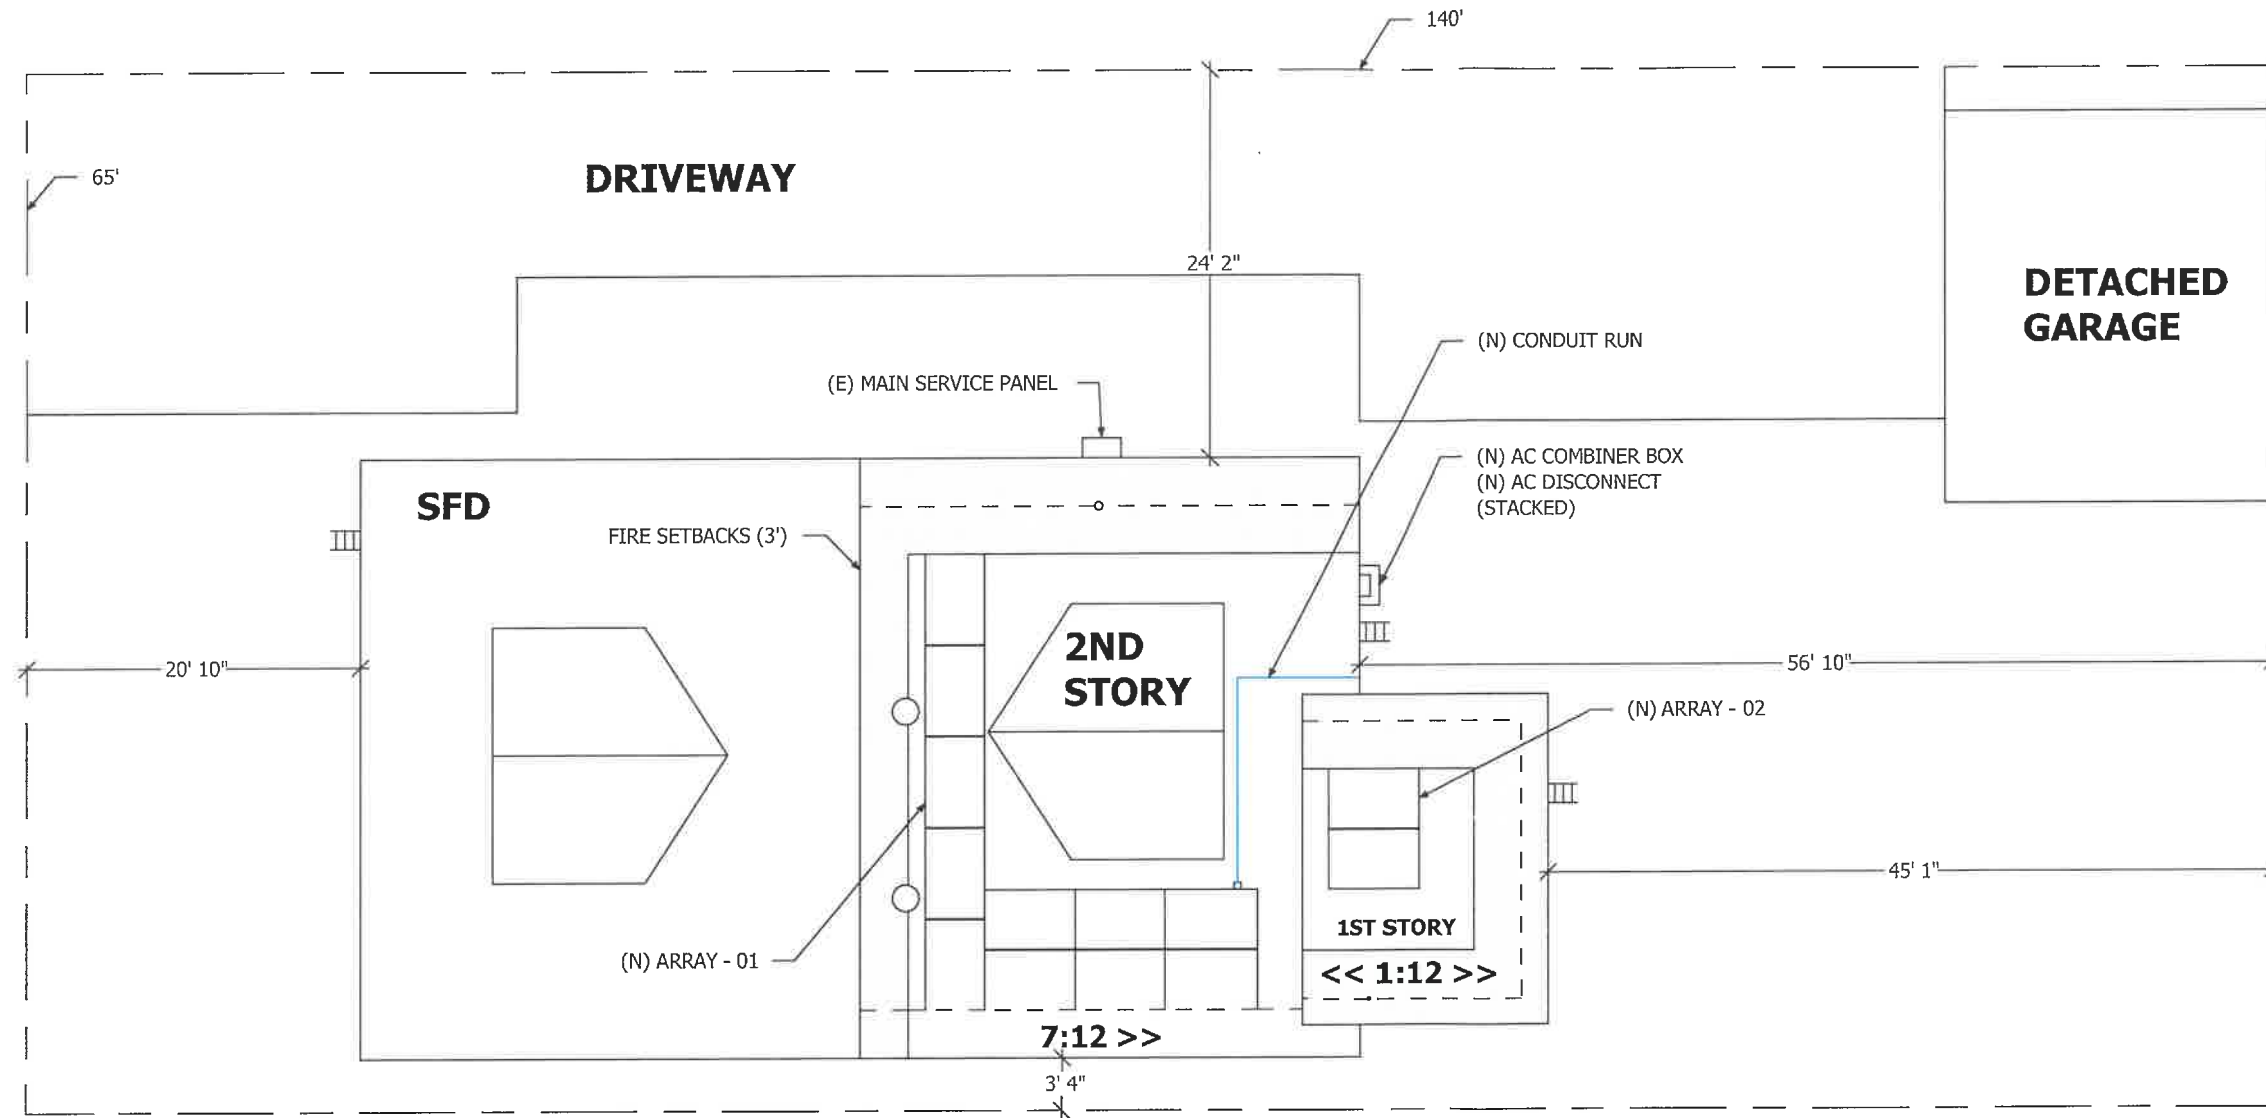 140'
65'
DRIVEWAY
24' 2"
DETACHED
GARAGE
(N) CONDUIT RUN
(E) MAIN SERVICE PANEL
(N) AC COMBINER BOX
(N) AC DISCONNECT
(STACKED)
SFD
FIRE SETBACKS (3')
2ND
STORY
20' 10"
56' 10"
(N) ARRAY - 02
45' 1"
1ST STORY
(N) ARRAY - 01
<< 1:12 >>
7:12 >>
3' 4"